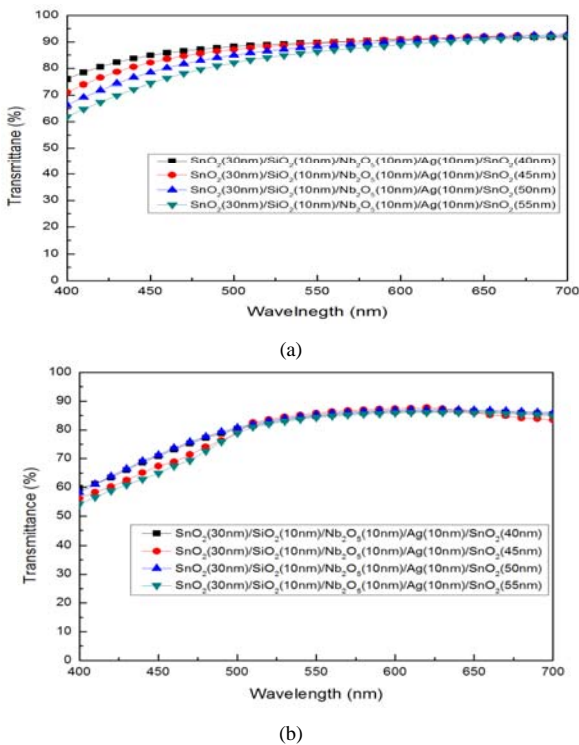 100
90
80
70
60
50
40
30
20
10
0
Transmittane (%)
SnO₂(30nm)/SiO₂(10nm)/Nb₂O₅(10nm)/Ag(10nm)/SnO₂(40nm)
SnO₂(30nm)/SiO₂(10nm)/Nb₂O₅(10nm)/Ag(10nm)/SnO₂(45nm)
SnO₂(30nm)/SiO₂(10nm)/Nb₂O₅(10nm)/Ag(10nm)/SnO₂(50nm)
SnO₂(30nm)/SiO₂(10nm)/Nb₂O₅(10nm)/Ag(10nm)/SnO₂(55nm)
400 450 500 550 600 650 700
Wavelnegth (nm)
(a)
100
90
80
70
60
50
40
30
20
10
0
Transmittance (%)
SnO₂(30nm)/SiO₂(10nm)/Nb₂O₅(10nm)/Ag(10nm)/SnO₂(40nm)
SnO₂(30nm)/SiO₂(10nm)/Nb₂O₅(10nm)/Ag(10nm)/SnO₂(45nm)
SnO₂(30nm)/SiO₂(10nm)/Nb₂O₅(10nm)/Ag(10nm)/SnO₂(50nm)
SnO₂(30nm)/SiO₂(10nm)/Nb₂O₅(10nm)/Ag(10nm)/SnO₂(55nm)
400 450 500 550 600 650 700
Wavelength (nm)
(b)